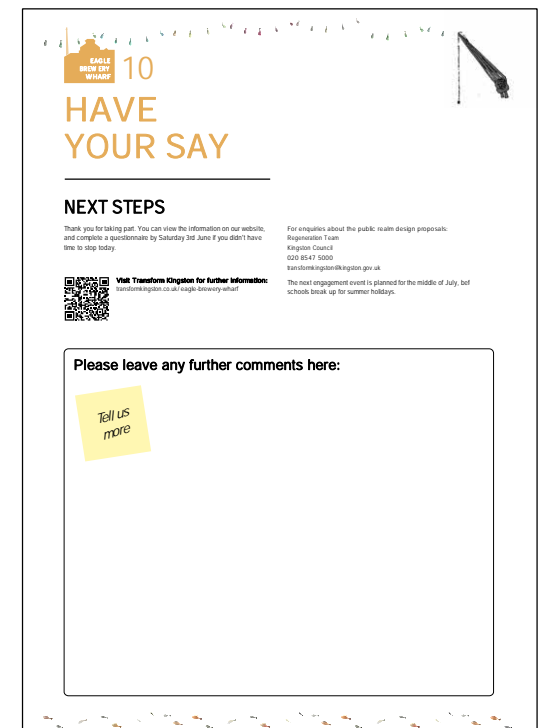 EAGLE
BREWERY
WHARF
10
HAVE
YOUR SAY
NEXT STEPS
Thank you for taking part. You can view the information on our website,
and complete a questionnaire by Saturday 3rd June if you didn't have
time to stop today.
Visit Transform Kingston for further information:
transformkingston.co.uk/eagle-brewery-wharf
For enquiries about the public realm design proposals:
Regeneration Team
Kingston Council
020 8547 5000
transformkingston@kingston.gov.uk
The next engagement event is planned for the middle of July, bef
schools break up for summer holidays.
Please leave any further comments here:
Tell us
more